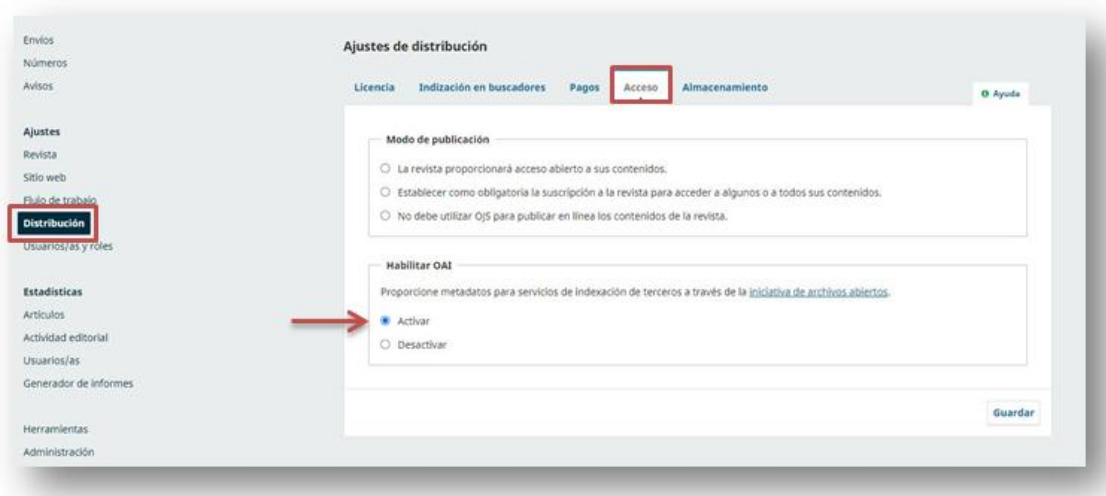 Envíos
Números
Avisos
Ajustes
Revista
Sitio web
Flujo de trabajo
Distribución
Usuarios/as y roles
Estadísticas
Artículos
Actividad editorial
Usuarios/as
Generador de informes
Herramientas
Administración
Ajustes de distribución
Licencia Indización en buscadores Pagos Acceso Almacenamiento
Ayuda
Modo de publicación
La revista proporcionará acceso abierto a sus contenidos.
Establecer como obligatoria la suscripción a la revista para acceder a algunos o a todos sus contenidos.
No debe utilizar OJS para publicar en línea los contenidos de la revista.
Habilitar OAI
Proporcione metadatos para servicios de indexación de terceros a través de la iniciativa de archivos abiertos.
Activar
Desactivar
Guardar